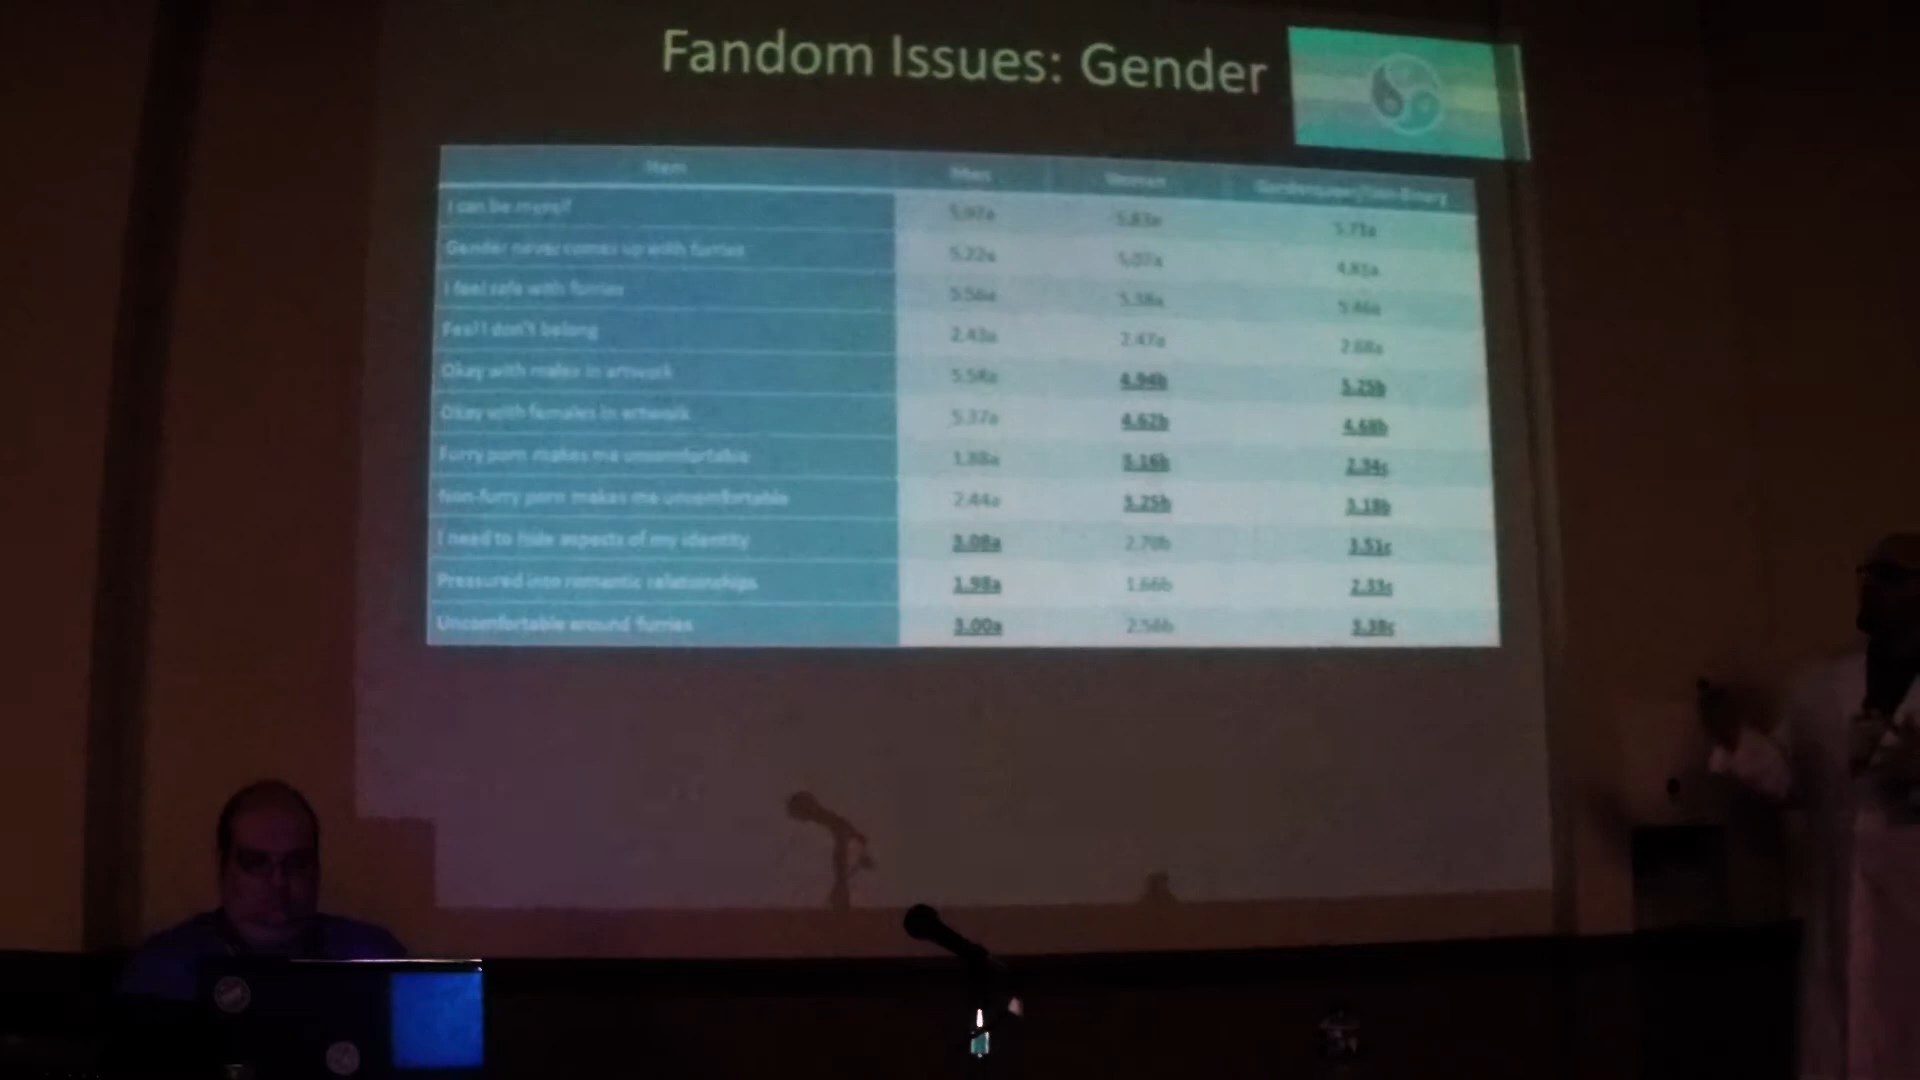 Fandom Issues: Gender
Item Men Women Genderqueer/Non-Binary
I can be myself 5.97a 5.83a 5.71a
Gender never comes up with furries 5.22a 5.07a 4.81a
I feel safe with furries 5.56a 5.38a 5.46a
Feel I don't belong 2.43a 2.47a 2.68a
Okay with males in artwork 5.58a 4.94b 5.25b
Okay with females in artwork 5.37a 4.62b 4.68b
Furry porn makes me uncomfortable 1.88a 3.16b 2.34c
Non-furry porn makes me uncomfortable 2.44a 3.25b 3.18b
I need to hide aspects of my identity 3.08a 2.70b 3.51c
Pressured into romantic relationships 1.98a 1.66b 2.33c
Uncomfortable around furries 3.00a 2.56b 3.38c